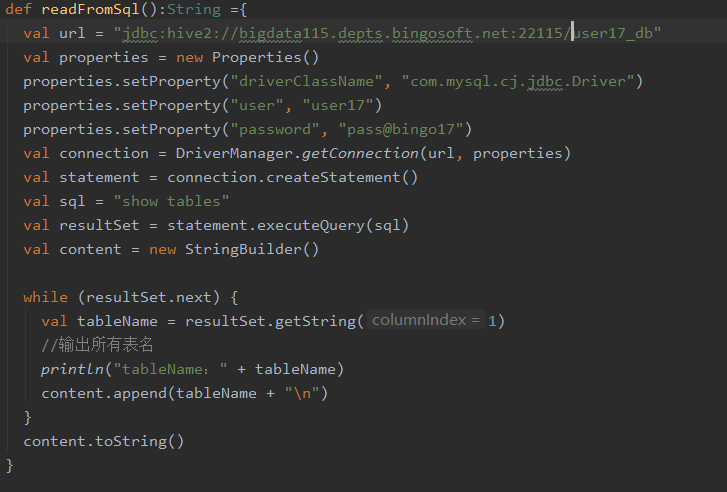 def readFromSql():String ={
  val url = "jdbc:hive2://bigdata115.depts.bingosoft.net:22115/user17_db"
  val properties = new Properties()
  properties.setProperty("driverClassName", "com.mysql.cj.jdbc.Driver")
  properties.setProperty("user", "user17")
  properties.setProperty("password", "pass@bingo17")
  val connection = DriverManager.getConnection(url, properties)
  val statement = connection.createStatement()
  val sql = "show tables"
  val resultSet = statement.executeQuery(sql)
  val content = new StringBuilder()
  while (resultSet.next) {
    val tableName = resultSet.getString( columnIndex = 1)
    //输出所有表名
    println("tableName：" + tableName)
    content.append(tableName + "\n")
  }
  content.toString()
}